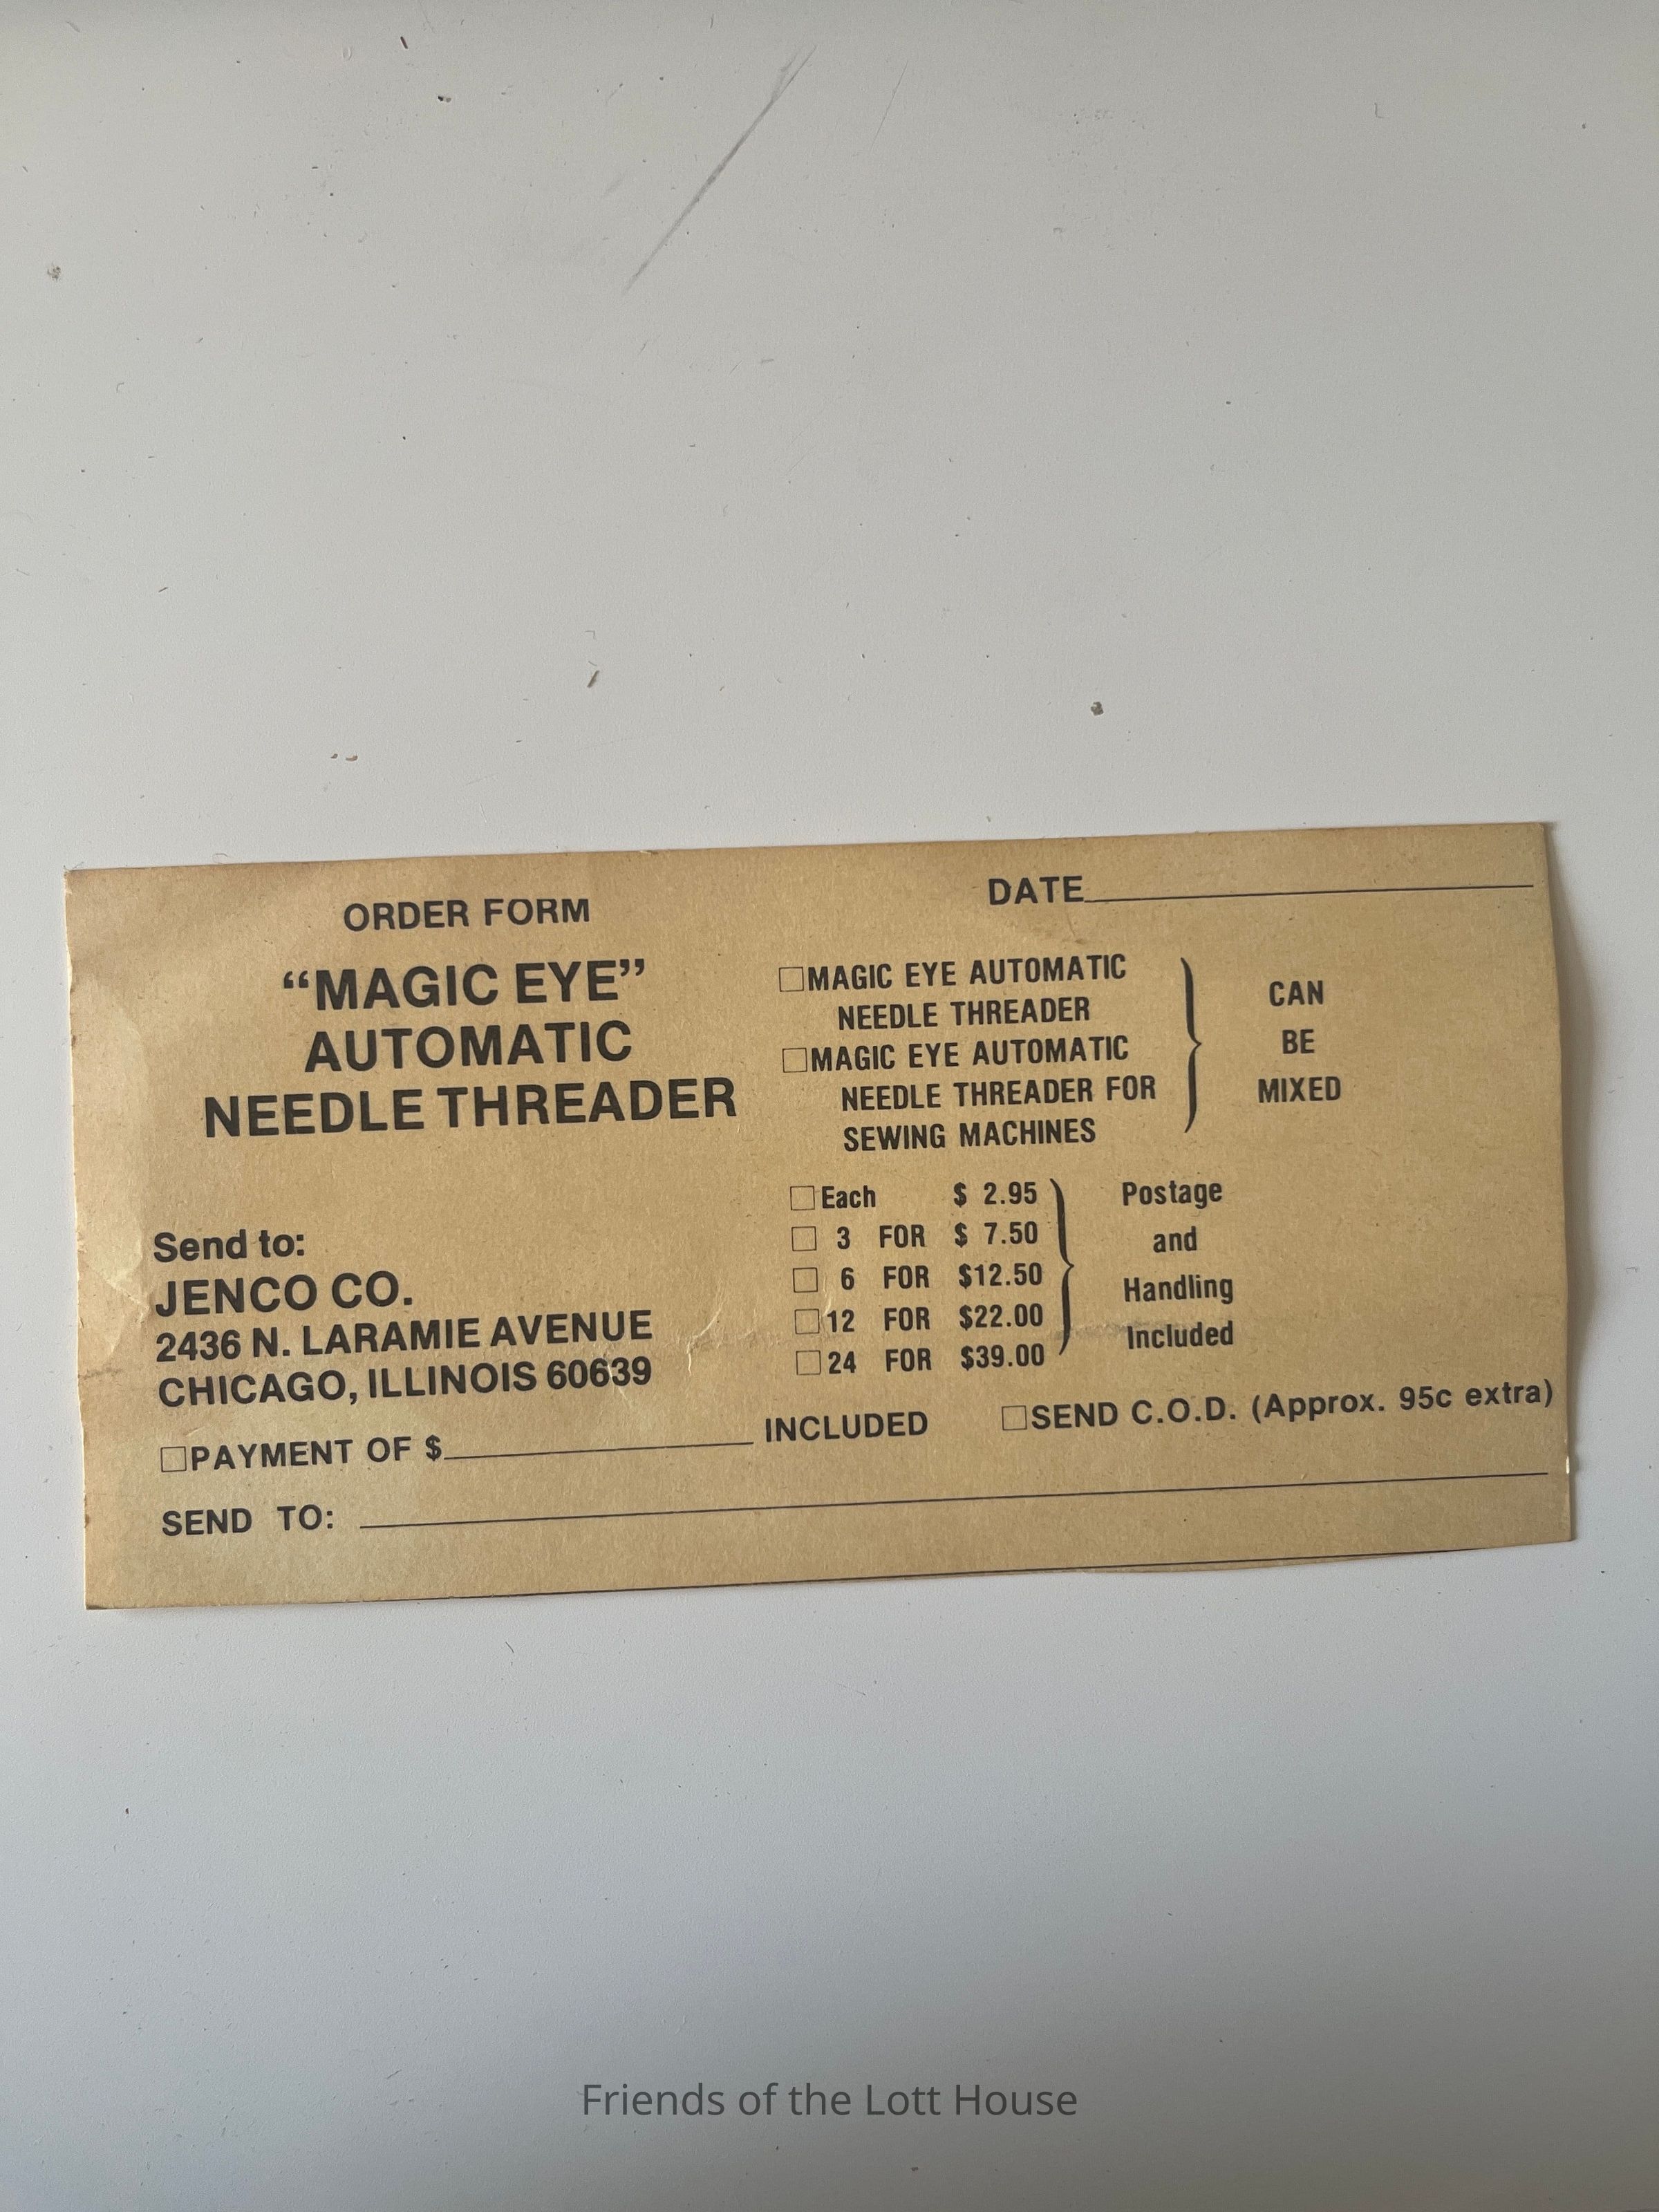 ORDER FORM
DATE
“MAGIC EYE”
AUTOMATIC
NEEDLE THREADER
☐MAGIC EYE AUTOMATIC
NEEDLE THREADER
☐MAGIC EYE AUTOMATIC
NEEDLE THREADER FOR
SEWING MACHINES
CAN
BE
MIXED
☐Each $ 2.95
☐ 3 FOR $ 7.50
☐ 6 FOR $12.50
☐12 FOR $22.00
☐24 FOR $39.00
Postage
and
Handling
Included
Send to:
JENCO CO.
2436 N. LARAMIE AVENUE
CHICAGO, ILLINOIS 60639
☐PAYMENT OF $ INCLUDED ☐SEND C.O.D. (Approx. 95c extra)
SEND TO:
Friends of the Lott House